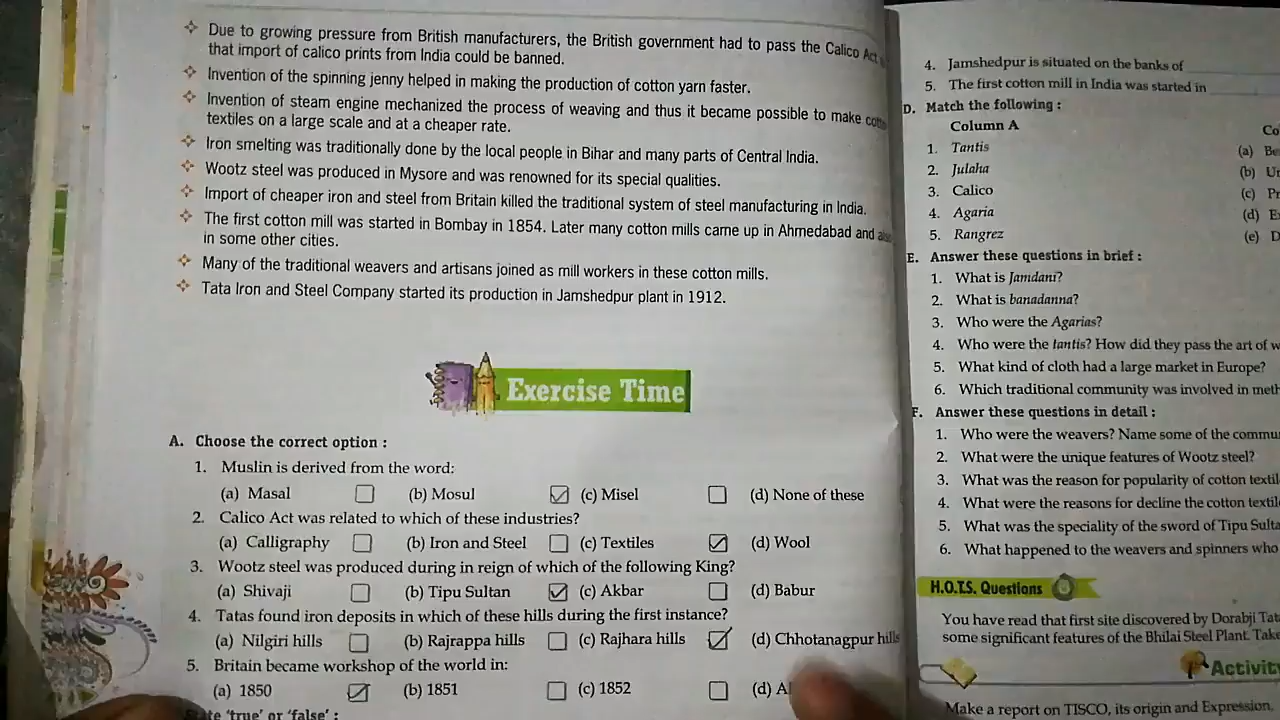 Due to growing pressure from British manufacturers, the British government had to pass the Calico Act
that import of calico prints from India could be banned.
Invention of the spinning jenny helped in making the production of cotton yarn faster.
Invention of steam engine mechanized the process of weaving and thus it became possible to make
textiles on a large scale and at a cheaper rate.
Iron smelting was traditionally done by the local people in Bihar and many parts of Central India.
Wootz steel was produced in Mysore and was renowned for its special qualities.
Import of cheaper iron and steel from Britain killed the traditional system of steel manufacturing in India.
The first cotton mill was started in Bombay in 1854. Later many cotton mills came up in Ahmedabad and
in some other cities.
Many of the traditional weavers and artisans joined as mill workers in these cotton mills.
Tata Iron and Steel Company started its production in Jamshedpur plant in 1912.
Exercise Time
A. Choose the correct option :
1. Muslin is derived from the word:
(a) Masal (b) Mosul (c) Misel (d) None of these
2. Calico Act was related to which of these industries?
(a) Calligraphy (b) Iron and Steel (c) Textiles (d) Wool
3. Wootz steel was produced during in reign of which of the following King?
(a) Shivaji (b) Tipu Sultan (c) Akbar (d) Babur
4. Tatas found iron deposits in which of these hills during the first instance?
(a) Nilgiri hills (b) Rajrappa hills (c) Rajhara hills (d) Chhotanagpur hills
5. Britain became workshop of the world in:
(a) 1850 (b) 1851 (c) 1852 (d)
State 'true' or 'false' :
4. Jamshedpur is situated on the banks of
5. The first cotton mill in India was started in
D. Match the following :
Column A
1. Tantis (a)
2. Julaha (b)
3. Calico (c)
4. Agaria (d)
5. Rangrez (e)
E. Answer these questions in brief :
1. What is Jamdani?
2. What is banadanna?
3. Who were the Agarias?
4. Who were the tantis? How did they pass the art of
5. What kind of cloth had a large market in Europe?
6. Which traditional community was involved in
F. Answer these questions in detail :
1. Who were the weavers? Name some of the
2. What were the unique features of Wootz steel?
3. What was the reason for popularity of cotton
4. What were the reasons for decline the cotton
5. What was the speciality of the sword of Tipu
6. What happened to the weavers and spinners who
H.O.T.S. Questions
You have read that first site discovered by Dorabji
some significant features of the Bhilai Steel Plant.
Activity
Make a report on TISCO, its origin and Expression.